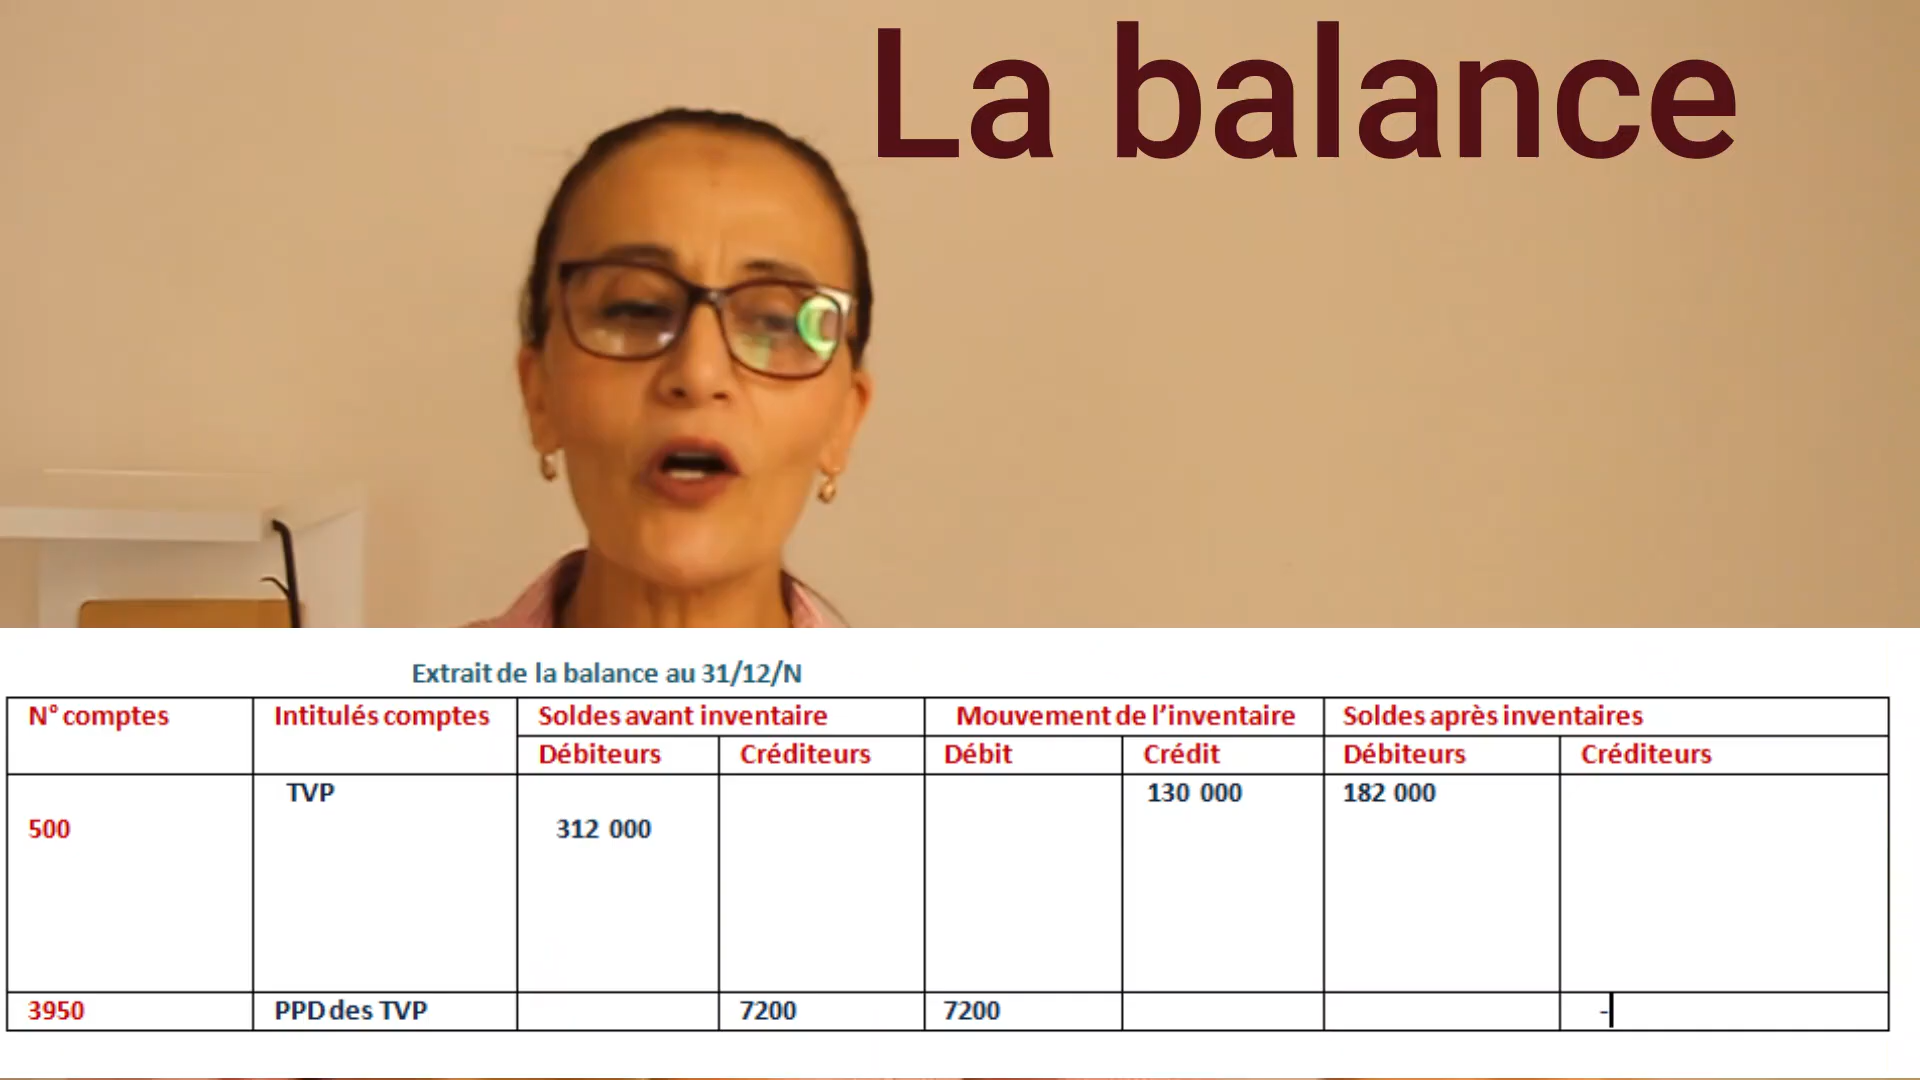 La balance
Extrait de la balance au 31/12/N
N° comptes Intitulés comptes Soldes avant inventaire Mouvement de l'inventaire Soldes après inventaires
Débiteurs Créditeurs Débit Crédit Débiteurs Créditeurs
TVP 130 000 182 000
500 312 000
3950 PPD des TVP 7200 7200 -